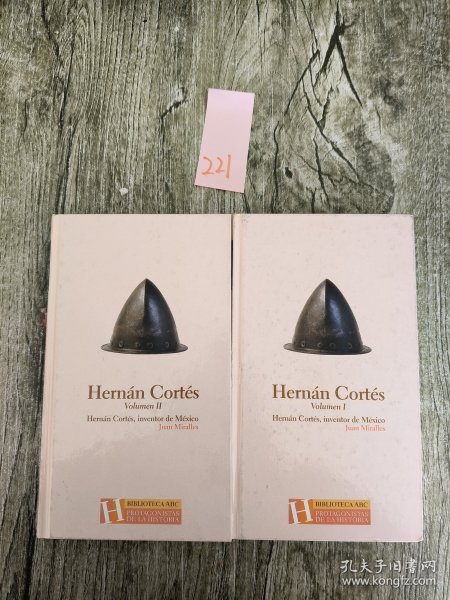 221
Hernán Cortés
Volumen II
Hernán Cortés, inventor de México
Juan Miralles
H
BIBLIOTECA ABC
PROTAGONISTAS
DE LA HISTORIA
Hernán Cortés
Volumen I
Hernán Cortés, inventor de México
Juan Miralles
H
BIBLIOTECA ABC
PROTAGONISTAS
DE LA HISTORIA
孔夫子旧书网
www.kongfz.com